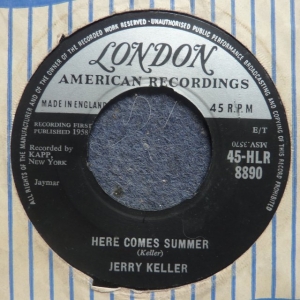 ALL RIGHTS OF THE MANUFACTURER AND OF THE OWNER OF THE RECORDED WORK RESERVED · UNAUTHORISED PUBLIC PERFORMANCE, BROADCASTING AND COPYING OF THIS RECORD PROHIBITED
LONDON
AMERICAN RECORDINGS
MADE IN ENGLAND
45 R.P.M
RECORDING FIRST
PUBLISHED 1958
E/T
Recorded by
KAPP,
New York
Jaymar
MSV.3370
45-HLR
8890
HERE COMES SUMMER
(Keller)
JERRY KELLER